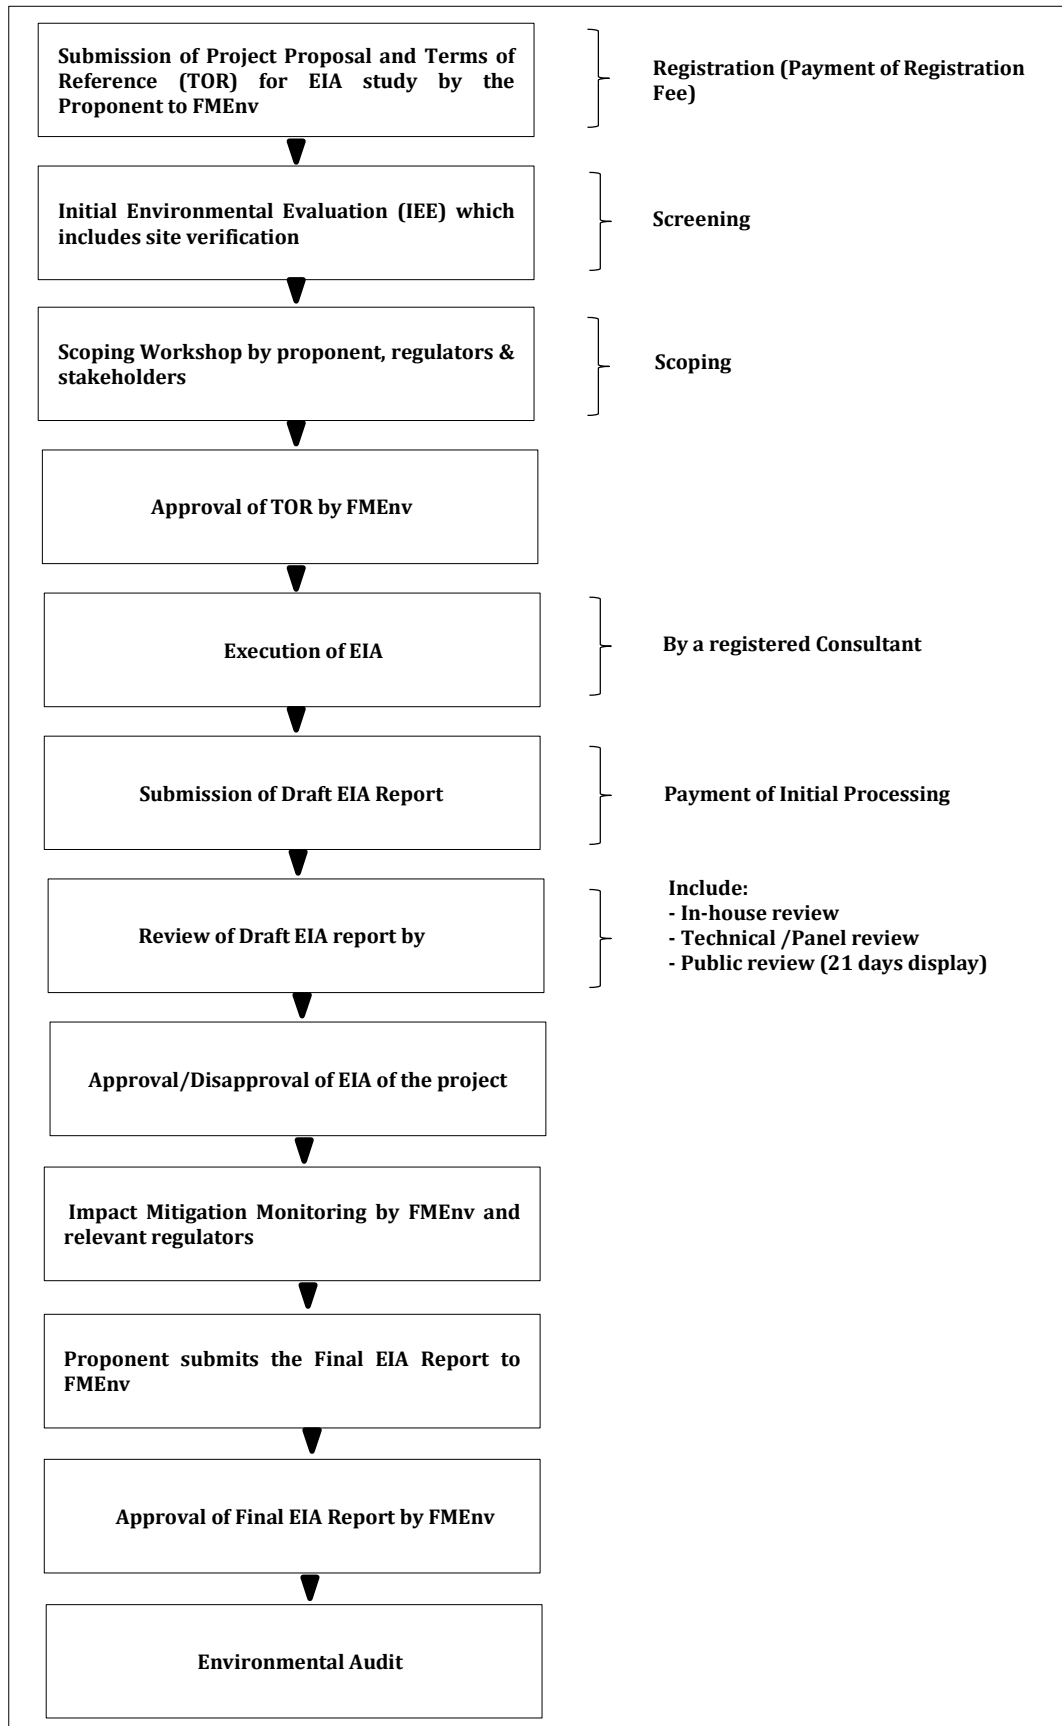 Submission of Project Proposal and Terms of
Reference (TOR) for EIA study by the
Proponent to FMEnv
Registration (Payment of Registration
Fee)
Initial Environmental Evaluation (IEE) which
includes site verification
Screening
Scoping Workshop by proponent, regulators &
stakeholders
Scoping
Approval of TOR by FMEnv
Execution of EIA
By a registered Consultant
Submission of Draft EIA Report
Payment of Initial Processing
Review of Draft EIA report by
Include:
- In-house review
- Technical /Panel review
- Public review (21 days display)
Approval/Disapproval of EIA of the project
Impact Mitigation Monitoring by FMEnv and
relevant regulators
Proponent submits the Final EIA Report to
FMEnv
Approval of Final EIA Report by FMEnv
Environmental Audit